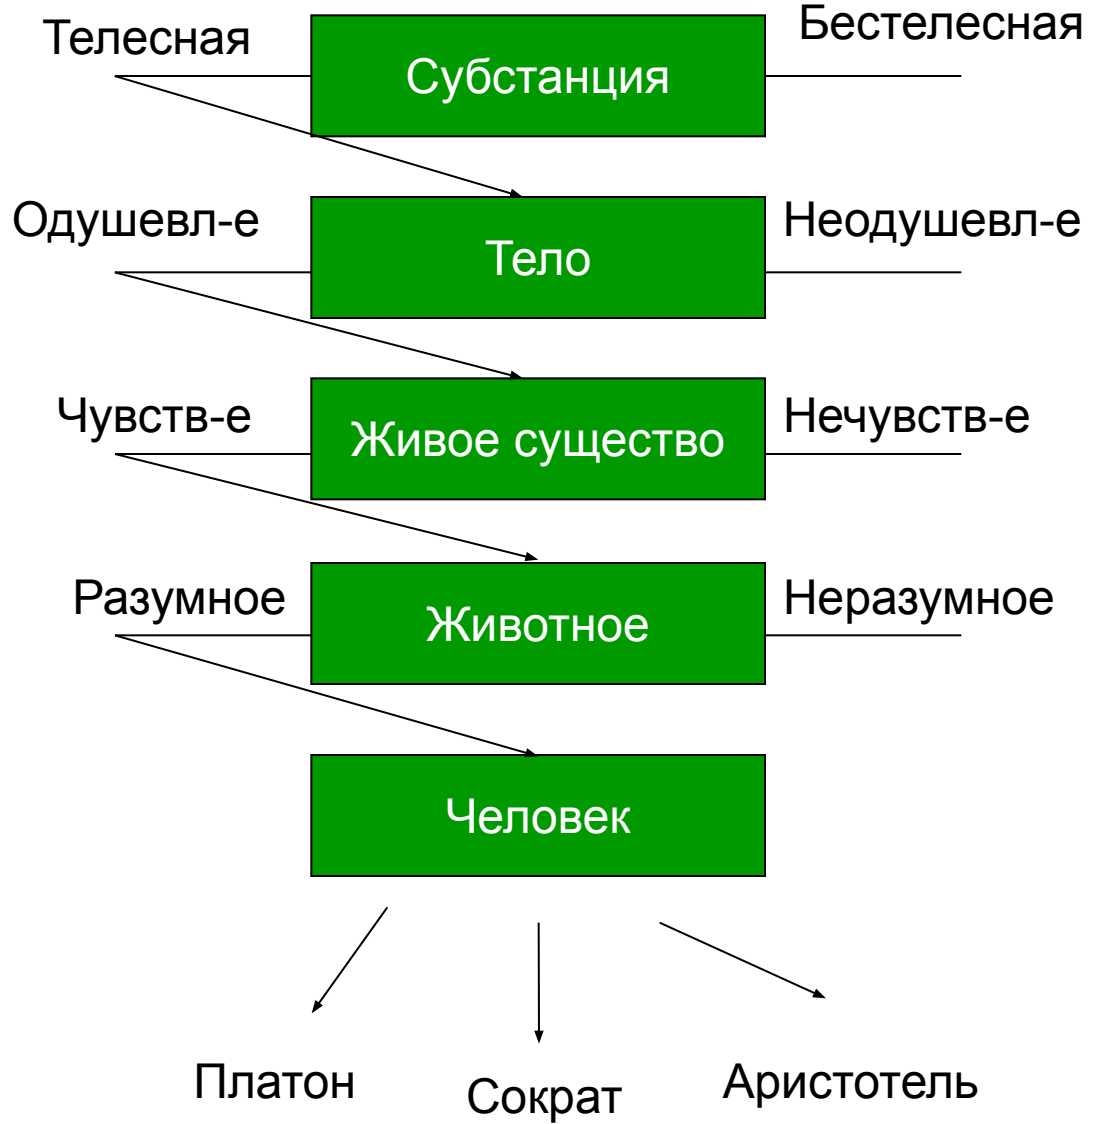 Телесная
Субстанция
Бестелесная
Одушевл-е
Тело
Неодушевл-е
Чувств-е
Живое существо
Нечувств-е
Разумное
Животное
Неразумное
Человек
Платон
Сократ
Аристотель